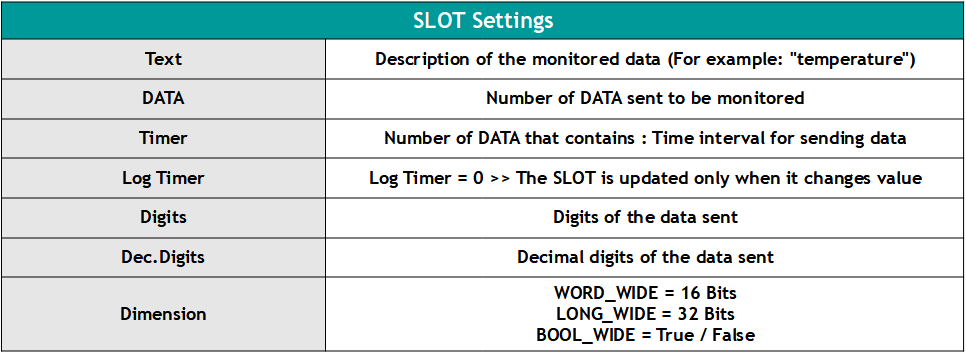 SLOT Settings
Text Description of the monitored data (For example: "temperature")
DATA Number of DATA sent to be monitored
Timer Number of DATA that contains : Time interval for sending data
Log Timer Log Timer = 0 >> The SLOT is updated only when it changes value
Digits Digits of the data sent
Dec.Digits Decimal digits of the data sent
Dimension WORD_WIDE = 16 Bits
LONG_WIDE = 32 Bits
BOOL_WIDE = True / False